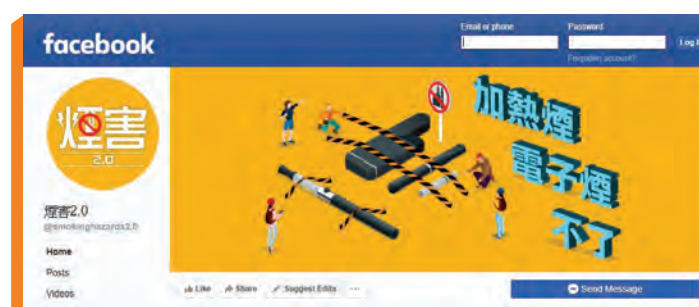 facebook
Email or phone
Password
Log I
Forgotten account?
煙害
2.0
加熱煙
電子煙
不了
煙害2.0
@smokinghazards2.0
Home
Posts
Videos
Like
Share
Suggest Edits
...
Send Message